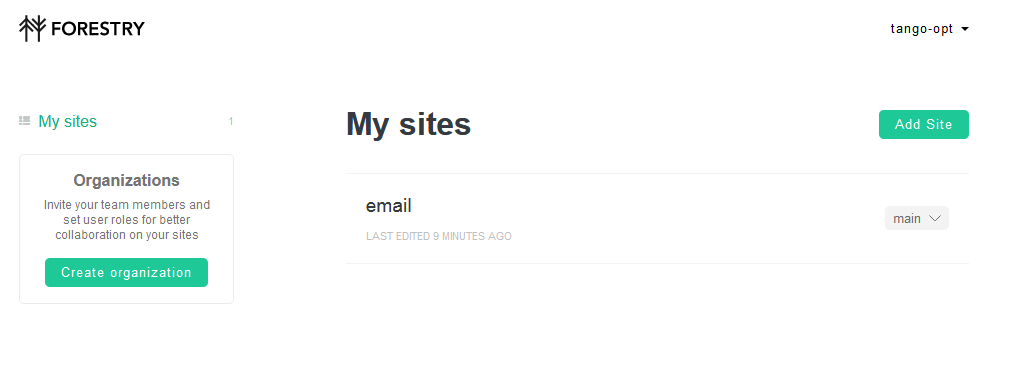 FORESTRY
tango-opt
My sites
1
Organizations
Invite your team members and
set user roles for better
collaboration on your sites
Create organization
My sites
Add Site
email
LAST EDITED 9 MINUTES AGO
main